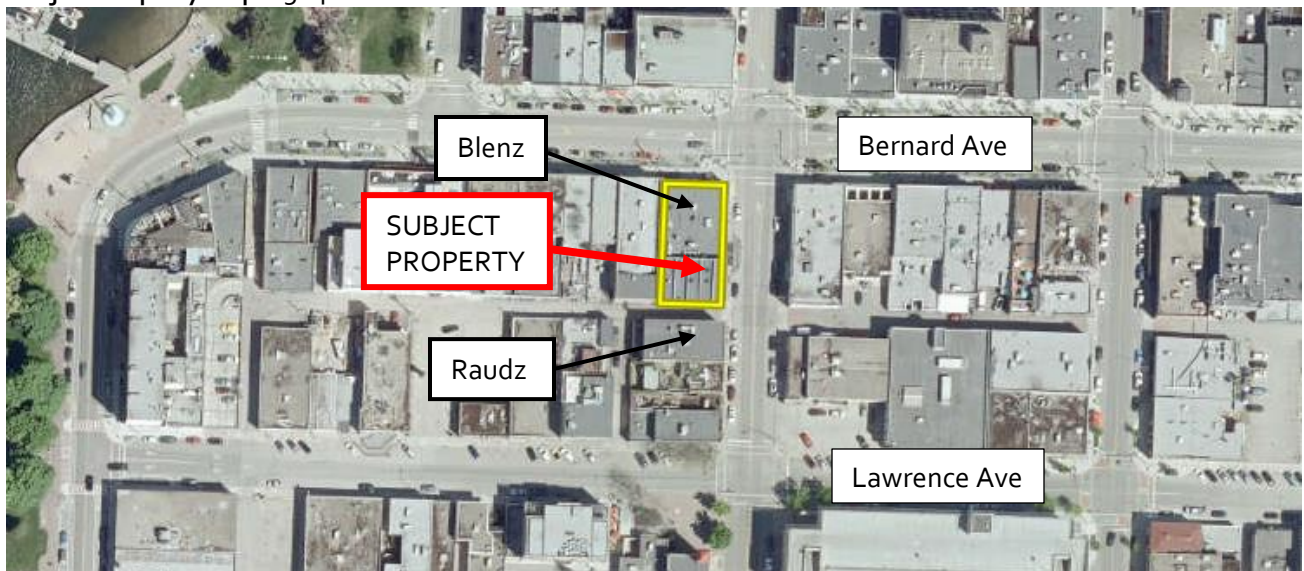 Blenz
Bernard Ave
SUBJECT
PROPERTY
Raudz
Lawrence Ave